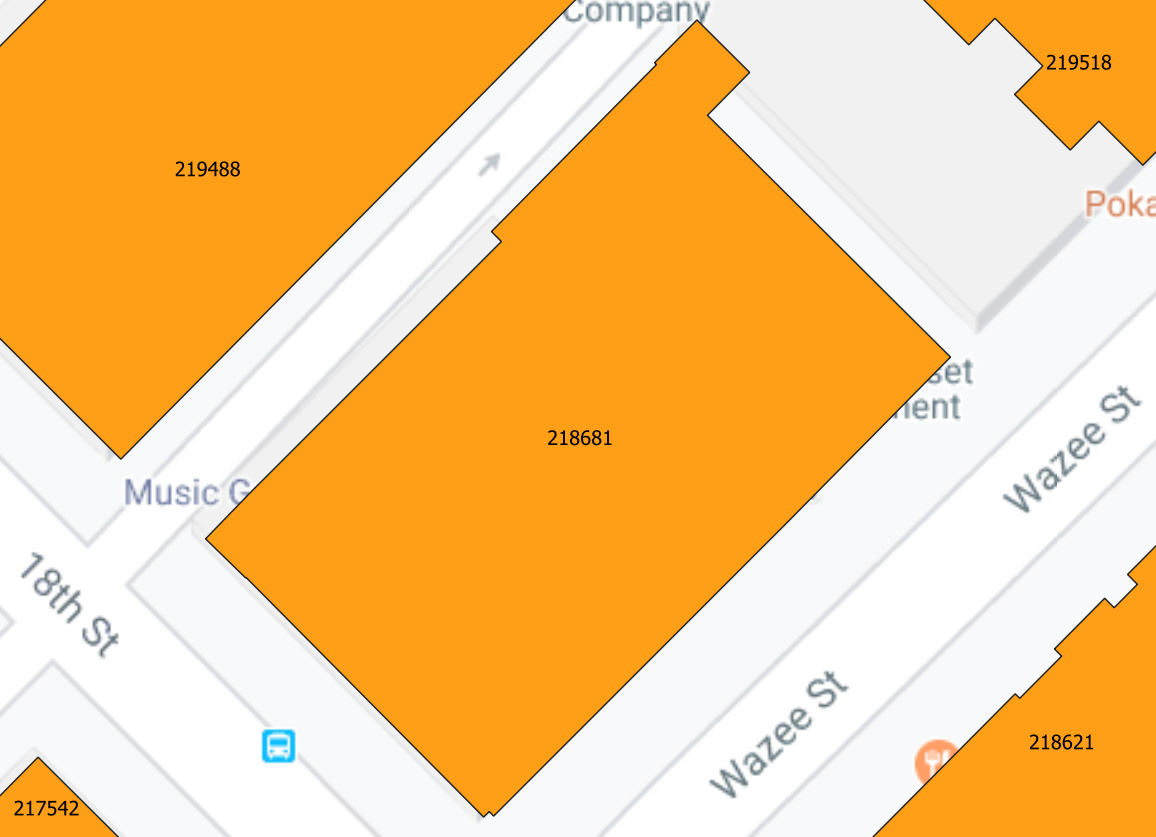 Company
219518
219488
Poka
set
ment
218681
Wazee St
Music G
18th St
Wazee St
218621
217542